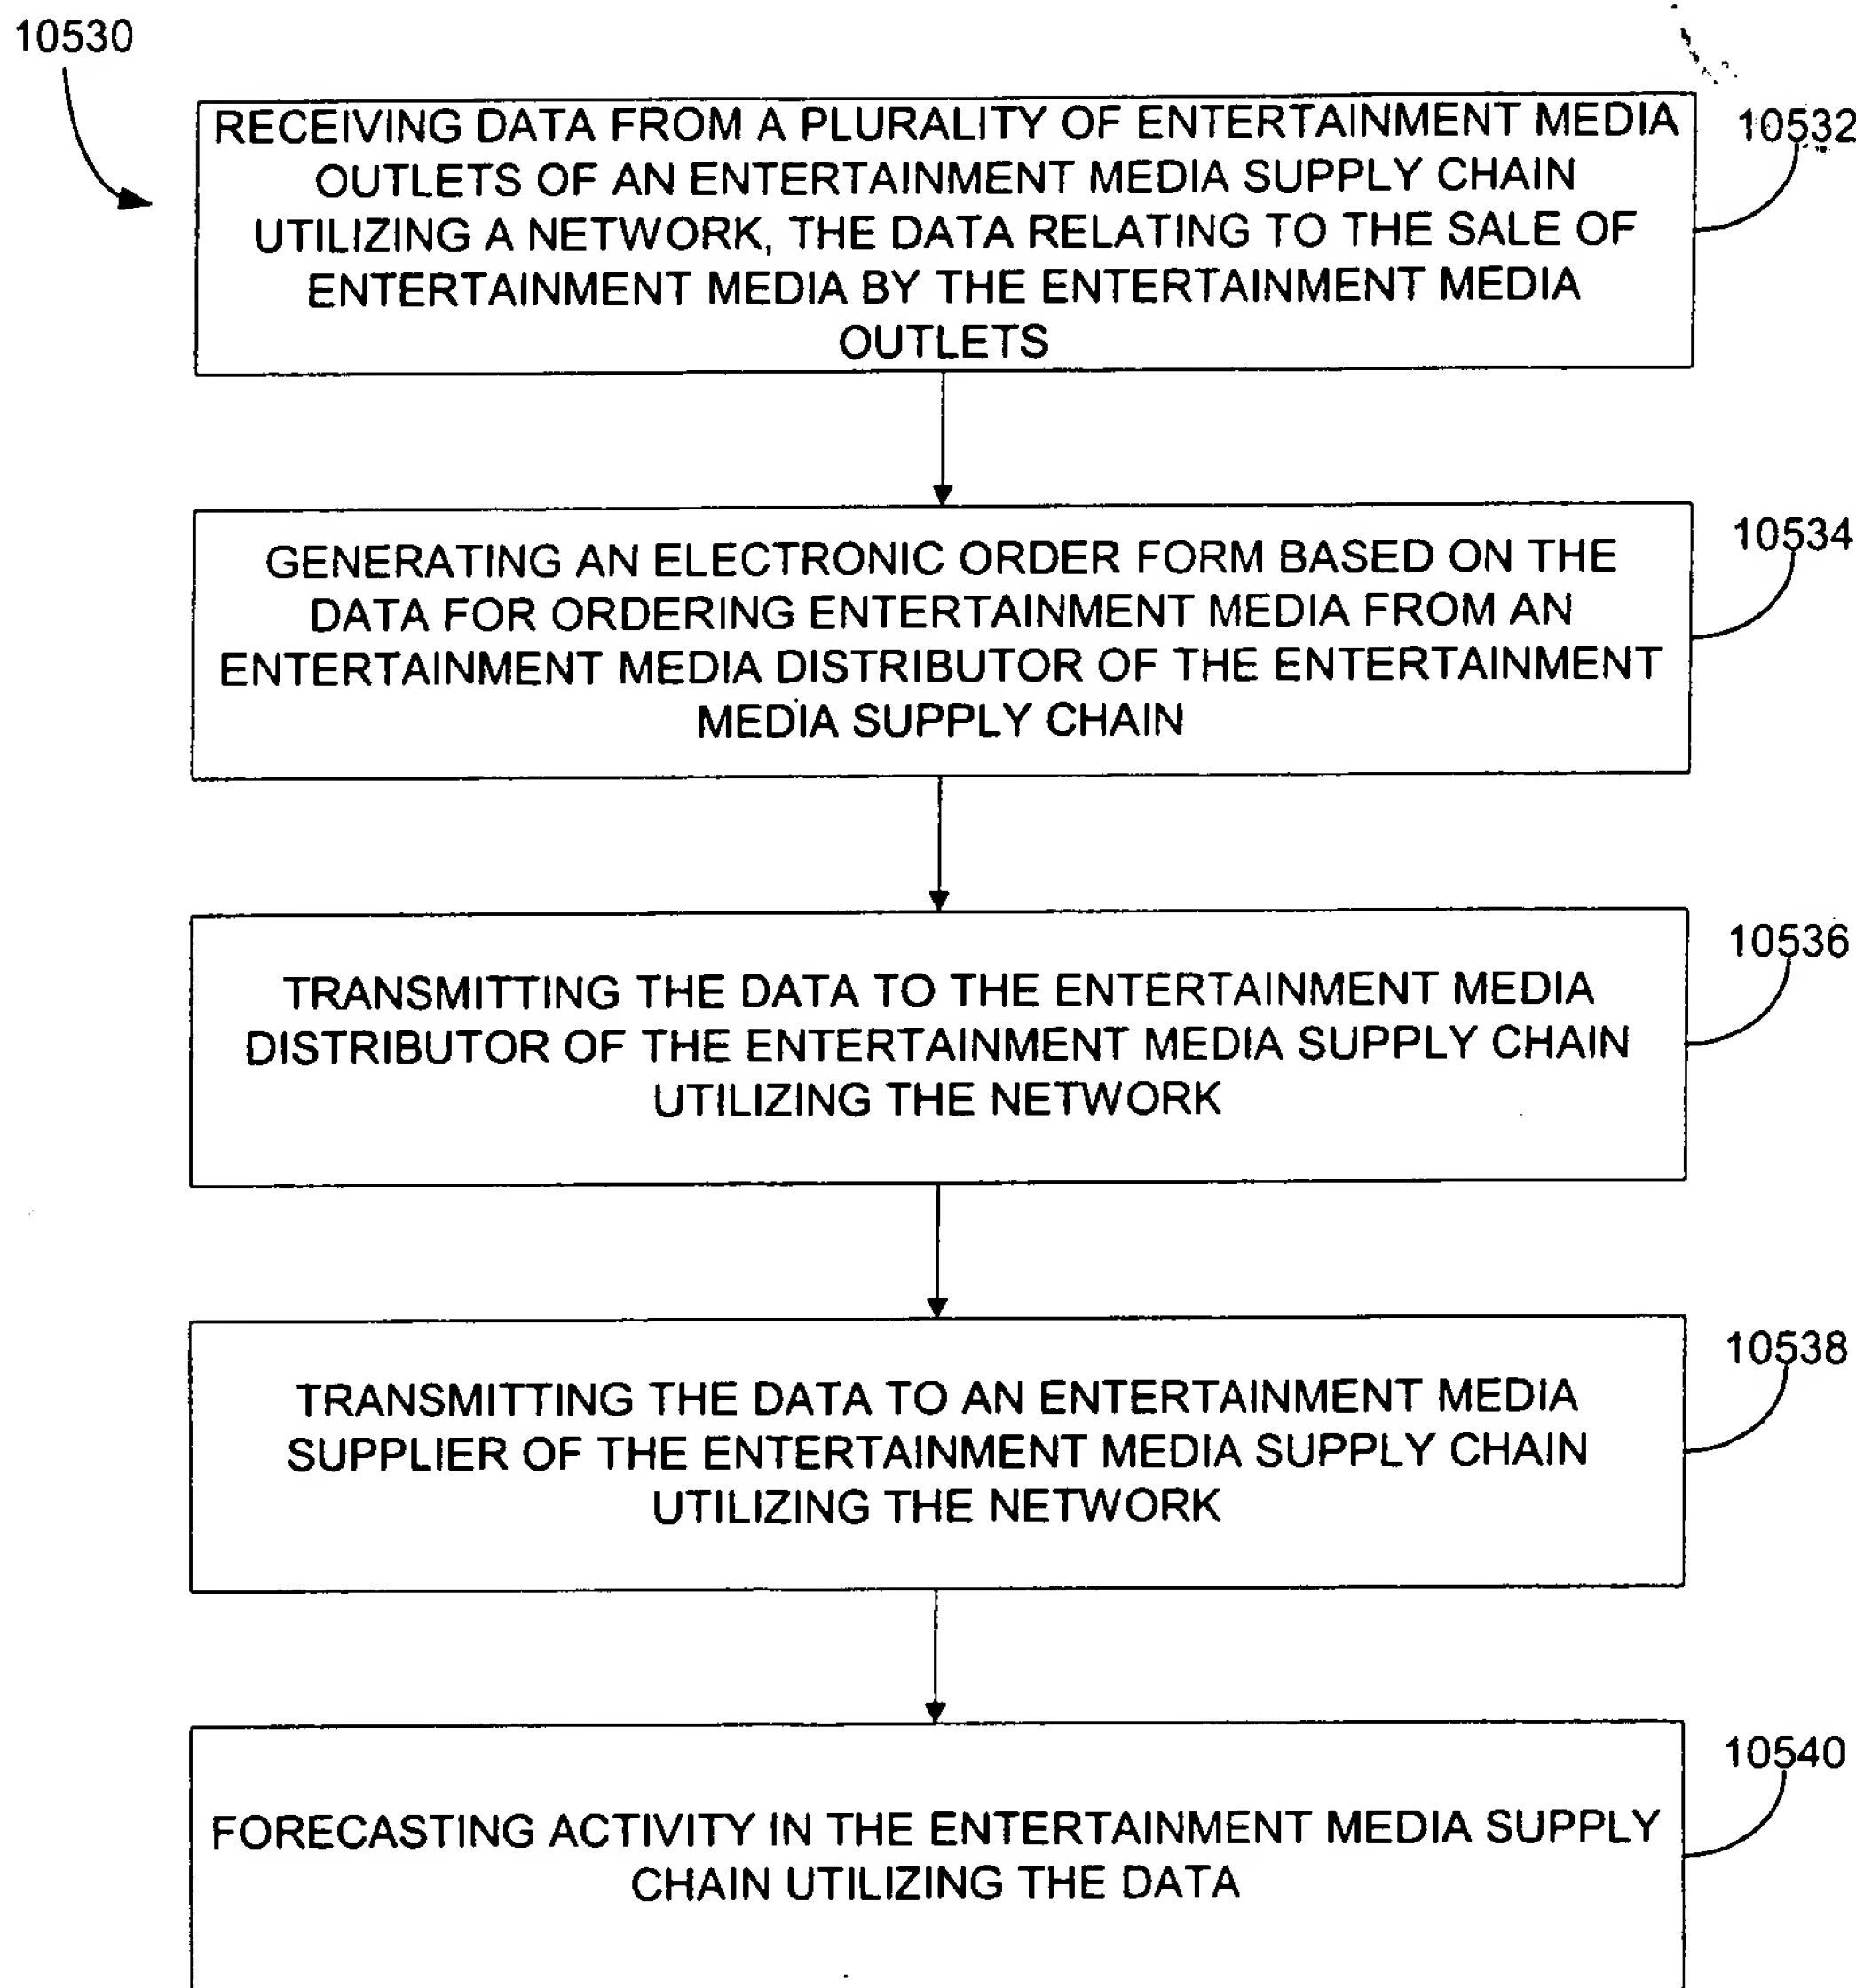 10530
RECEIVING DATA FROM A PLURALITY OF ENTERTAINMENT MEDIA
OUTLETS OF AN ENTERTAINMENT MEDIA SUPPLY CHAIN
UTILIZING A NETWORK, THE DATA RELATING TO THE SALE OF
ENTERTAINMENT MEDIA BY THE ENTERTAINMENT MEDIA
OUTLETS
10532
GENERATING AN ELECTRONIC ORDER FORM BASED ON THE
DATA FOR ORDERING ENTERTAINMENT MEDIA FROM AN
ENTERTAINMENT MEDIA DISTRIBUTOR OF THE ENTERTAINMENT
MEDIA SUPPLY CHAIN
10534
TRANSMITTING THE DATA TO THE ENTERTAINMENT MEDIA
DISTRIBUTOR OF THE ENTERTAINMENT MEDIA SUPPLY CHAIN
UTILIZING THE NETWORK
10536
TRANSMITTING THE DATA TO AN ENTERTAINMENT MEDIA
SUPPLIER OF THE ENTERTAINMENT MEDIA SUPPLY CHAIN
UTILIZING THE NETWORK
10538
FORECASTING ACTIVITY IN THE ENTERTAINMENT MEDIA SUPPLY
CHAIN UTILIZING THE DATA
10540